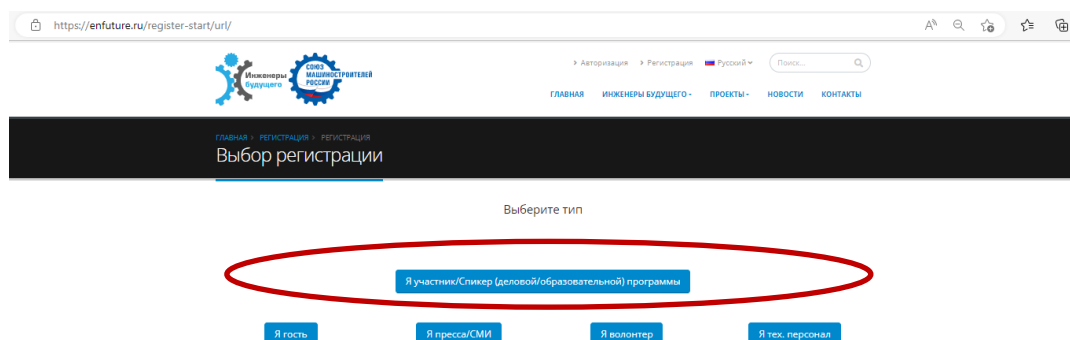 https://enfuture.ru/register-start/url/
Инженеры
будущего
СОЮЗ
МАШИНОСТРОИТЕЛЕЙ
РОССИИ
Авторизация
Регистрация
Русский
Поиск...
ГЛАВНАЯ
ИНЖЕНЕРЫ БУДУЩЕГО
ПРОЕКТЫ
НОВОСТИ
КОНТАКТЫ
ГЛАВНАЯ > РЕГИСТРАЦИЯ > РЕГИСТРАЦИЯ
Выбор регистрации
Выберите тип
Я участник/Спикер (деловой/образовательной) программы
Я гость
Я пресса/СМИ
Я волонтер
Я тех. персонал